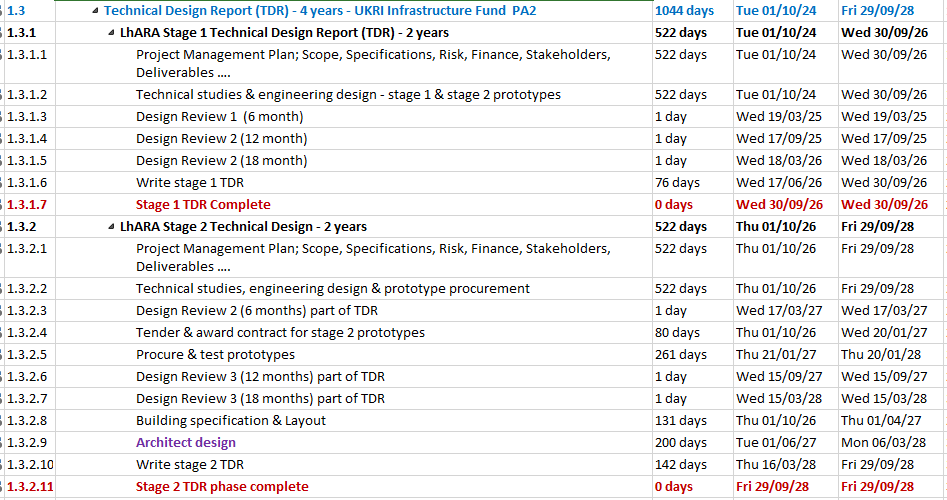 1.3 Technical Design Report (TDR) - 4 years - UKRI Infrastructure Fund PA2 1044 days Tue 01/10/24 Fri 29/09/28
1.3.1 LhARA Stage 1 Technical Design Report (TDR) - 2 years 522 days Tue 01/10/24 Wed 30/09/26
1.3.1.1 Project Management Plan; Scope, Specifications, Risk, Finance, Stakeholders, 522 days Tue 01/10/24 Wed 30/09/26
Deliverables ....
1.3.1.2 Technical studies & engineering design - stage 1 & stage 2 prototypes 522 days Tue 01/10/24 Wed 30/09/26
1.3.1.3 Design Review 1 (6 month) 1 day Wed 19/03/25 Wed 19/03/25
1.3.1.4 Design Review 2 (12 month) 1 day Wed 17/09/25 Wed 17/09/25
1.3.1.5 Design Review 2 (18 month) 1 day Wed 18/03/26 Wed 18/03/26
1.3.1.6 Write stage 1 TDR 76 days Wed 17/06/26 Wed 30/09/26
1.3.1.7 Stage 1 TDR Complete 0 days Wed 30/09/26 Wed 30/09/26
1.3.2 LhARA Stage 2 Technical Design - 2 years 522 days Thu 01/10/26 Fri 29/09/28
1.3.2.1 Project Management Plan; Scope, Specifications, Risk, Finance, Stakeholders, 522 days Thu 01/10/26 Fri 29/09/28
Deliverables ....
1.3.2.2 Technical studies, engineering design & prototype procurement 522 days Thu 01/10/26 Fri 29/09/28
1.3.2.3 Design Review 2 (6 months) part of TDR 1 day Wed 17/03/27 Wed 17/03/27
1.3.2.4 Tender & award contract for stage 2 prototypes 80 days Thu 01/10/26 Wed 20/01/27
1.3.2.5 Procure & test prototypes 261 days Thu 21/01/27 Thu 20/01/28
1.3.2.6 Design Review 3 (12 months) part of TDR 1 day Wed 15/09/27 Wed 15/09/27
1.3.2.7 Design Review 3 (18 months) part of TDR 1 day Wed 15/03/28 Wed 15/03/28
1.3.2.8 Building specification & Layout 131 days Thu 01/10/26 Thu 01/04/27
1.3.2.9 Architect design 200 days Tue 01/06/27 Mon 06/03/28
1.3.2.10 Write stage 2 TDR 142 days Thu 16/03/28 Fri 29/09/28
1.3.2.11 Stage 2 TDR phase complete 0 days Fri 29/09/28 Fri 29/09/28